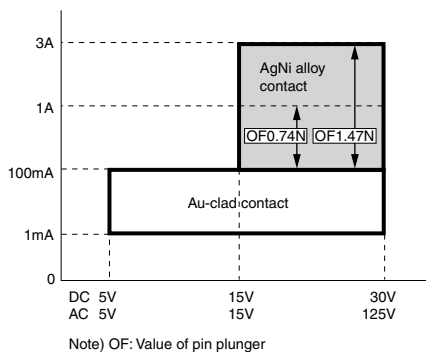 3A
AgNi alloy
contact
1A
OF0.74N OF1.47N
100mA
Au-clad contact
1mA
0
DC 5V 15V 30V
AC 5V 15V 125V
Note) OF: Value of pin plunger